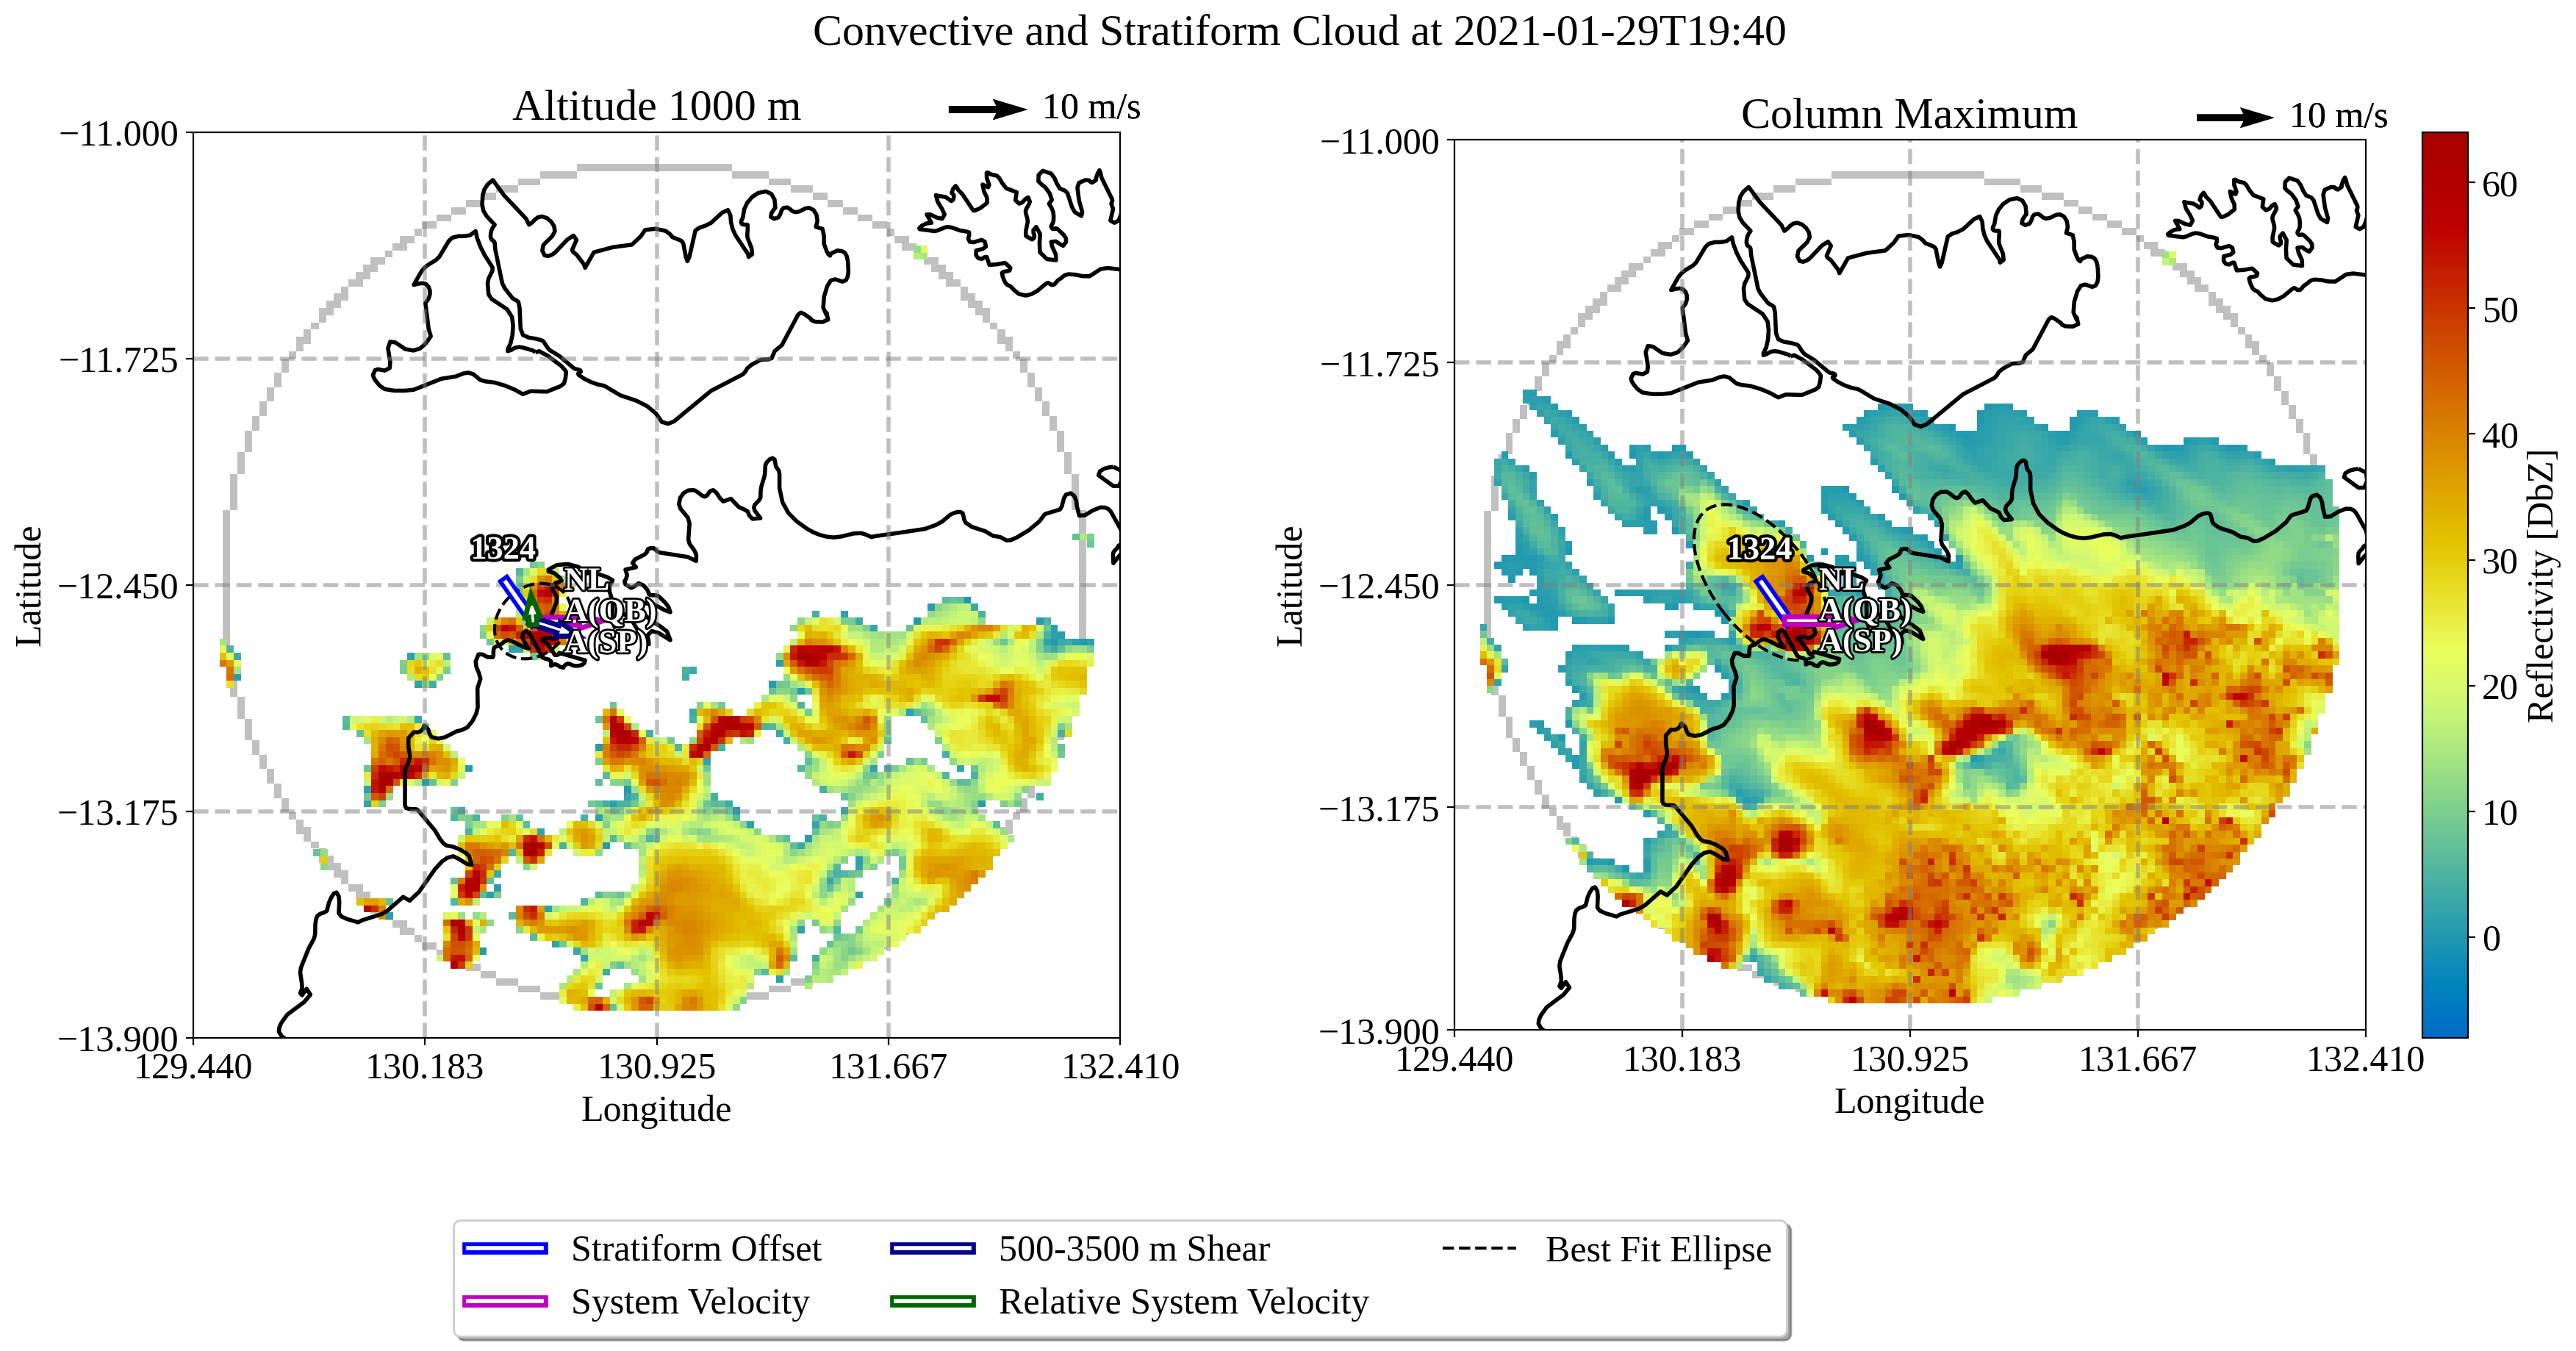 Convective and Stratiform Cloud at 2021-01-29T19:40
Altitude 1000 m
10 m/s
−11.000
−11.725
−12.450
−13.175
−13.900
Latitude
129.440
130.183
130.925
131.667
132.410
Longitude
1324
NL
A(QB)
A(SP)
Column Maximum
10 m/s
−11.000
−11.725
−12.450
−13.175
−13.900
Latitude
129.440
130.183
130.925
131.667
132.410
Longitude
1324
NL
A(QB)
A(SP)
60
50
40
30
20
10
0
Reflectivity [DbZ]
Stratiform Offset
System Velocity
500-3500 m Shear
Relative System Velocity
Best Fit Ellipse